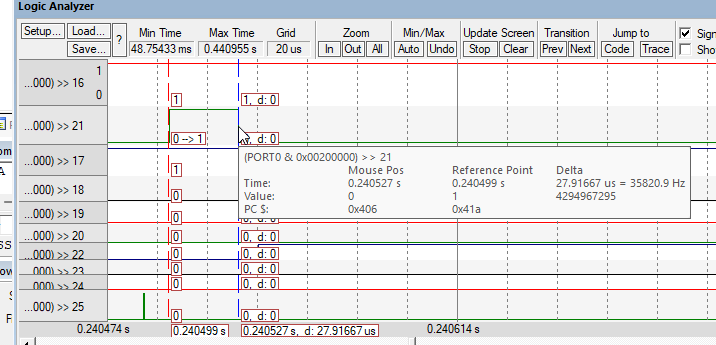 Logic Analyzer
Setup... Load... Save... ? Min Time Max Time Grid Zoom Min/Max Update Screen Transition Jump to Sign
48.75433 ms 0.440955 s 20 us In Out All Auto Undo Stop Clear Prev Next Code Trace Sho
1
...000) >> 16
0 1 1, d: 0
...000) >> 21
0 --> 1 0, d: 0
(PORT0 & 0x00200000) >> 21
...000) >> 17 1 Mouse Pos Reference Point Delta
Time: 0.240527 s 0.240499 s 27.91667 us = 35820.9 Hz
...000) >> 18 0 Value: 0 1 4294967295
PC $: 0x406 0x41a
...000) >> 19 0 0, d: 0
...000) >> 20 0 0, d: 0
...000) >> 22 0 0, d: 0
...000) >> 23 0 0, d: 0
...000) >> 24 0 0, d: 0
...000) >> 25 0 0, d: 0
0.240474 s 0.240499 s 0.240527 s, d: 27.91667 us 0.240614 s